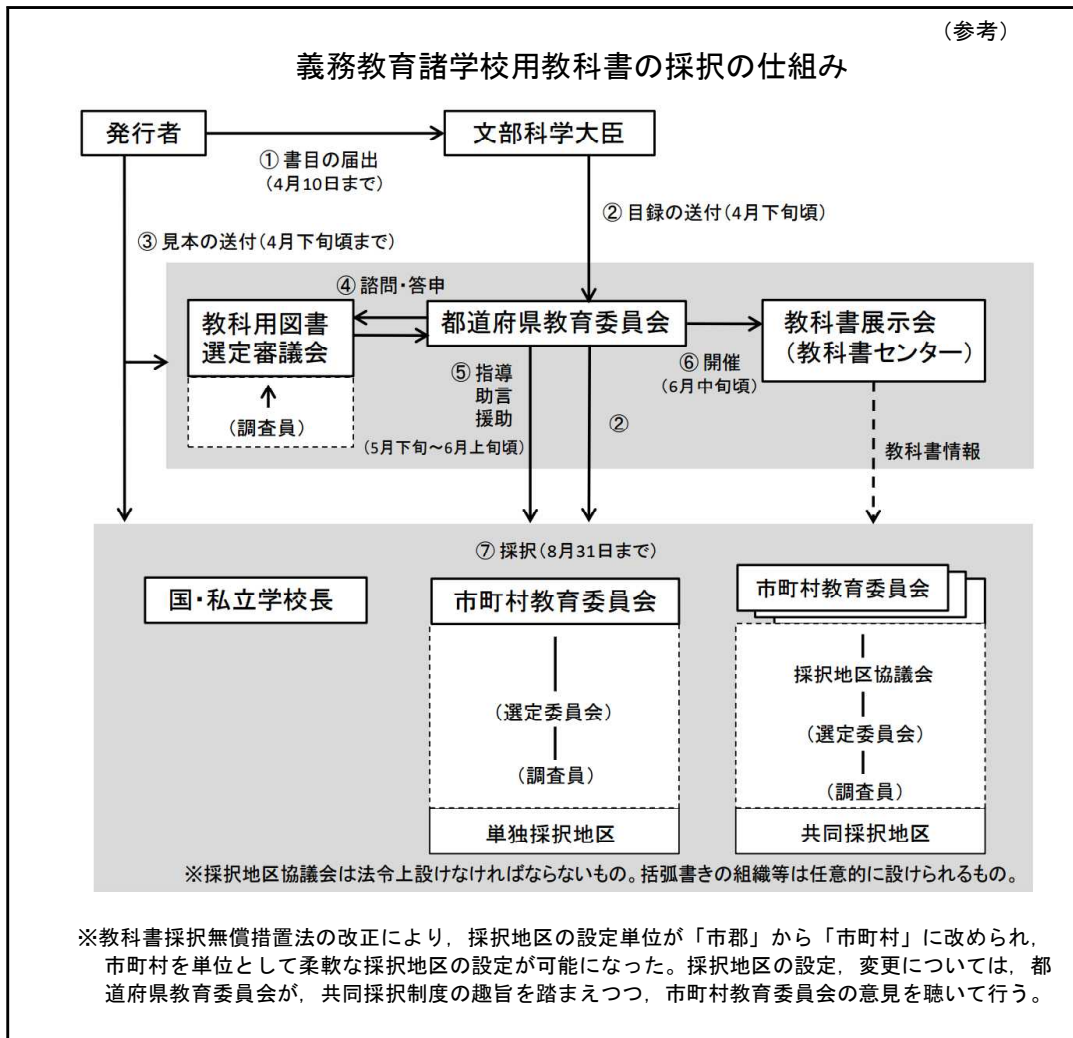 （参考）
義務教育諸学校用教科書の採択の仕組み
発行者
文部科学大臣
①書目の届出
（4月10日まで）
②目録の送付（4月下旬頃）
③見本の送付（4月下旬頃まで）
④諮問・答申
教科用図書
選定審議会
都道府県教育委員会
教科書展示会
（教科書センター）
（調査員）
⑤指導
助言
援助
（5月下旬～6月上旬頃）
②
⑥開催
（6月中旬頃）
教科書情報
⑦採択（8月31日まで）
国・私立学校長
市町村教育委員会
（選定委員会）
（調査員）
単独採択地区
市町村教育委員会
採択地区協議会
（選定委員会）
（調査員）
共同採択地区
※採択地区協議会は法令上設けなければならないもの。括弧書きの組織等は任意的に設けられるもの。
※教科書採択無償措置法の改正により，採択地区の設定単位が「市郡」から「市町村」に改められ，
市町村を単位として柔軟な採択地区の設定が可能になった。採択地区の設定，変更については，都
道府県教育委員会が，共同採択制度の趣旨を踏まえつつ，市町村教育委員会の意見を聴いて行う。